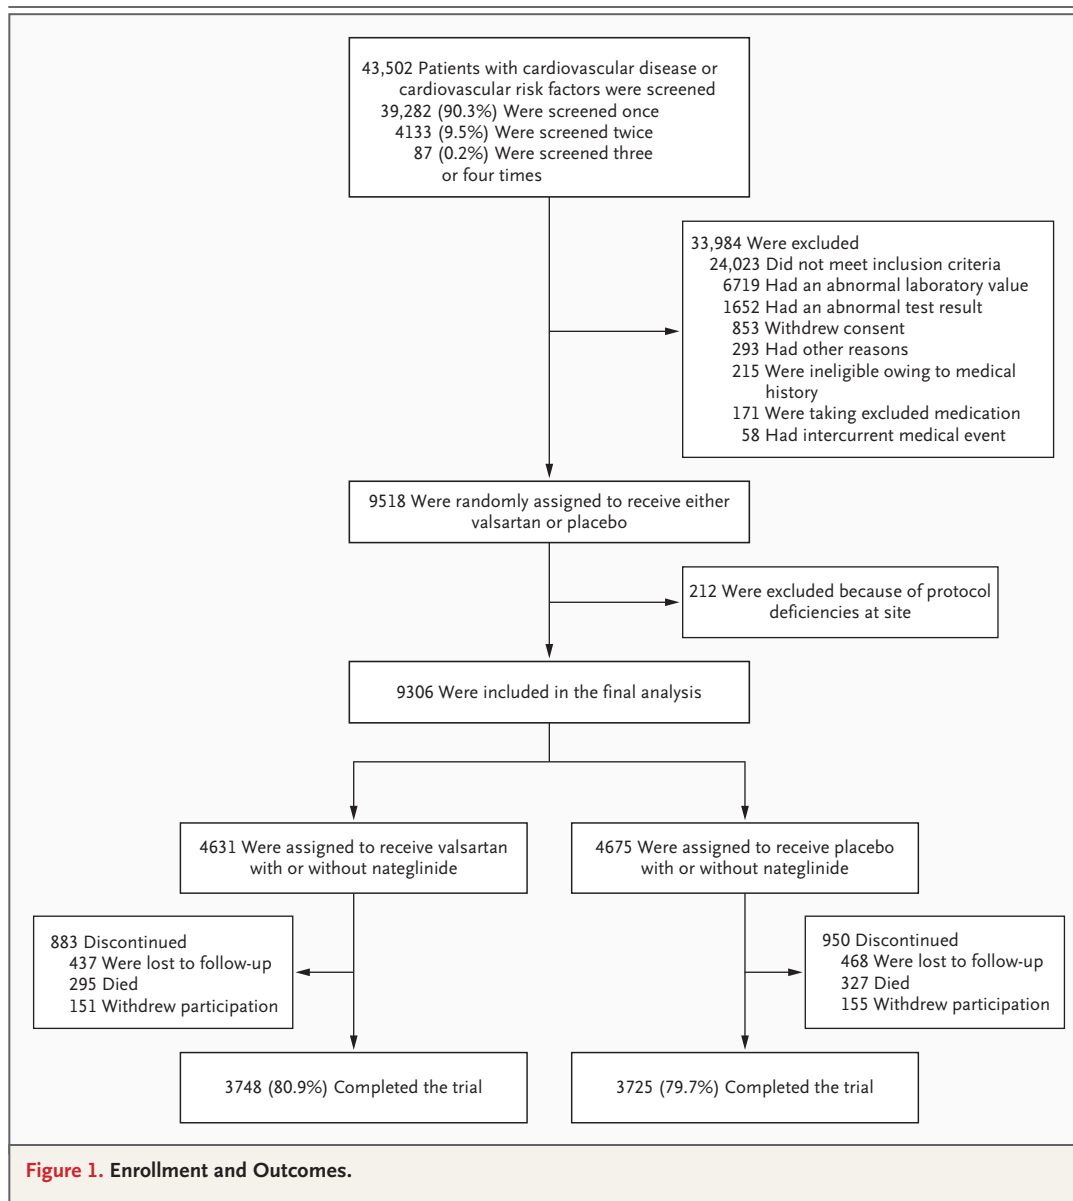 43,502 Patients with cardiovascular disease or
cardiovascular risk factors were screened
39,282 (90.3%) Were screened once
4133 (9.5%) Were screened twice
87 (0.2%) Were screened three
or four times
33,984 Were excluded
24,023 Did not meet inclusion criteria
6719 Had an abnormal laboratory value
1652 Had an abnormal test result
853 Withdrew consent
293 Had other reasons
215 Were ineligible owing to medical
history
171 Were taking excluded medication
58 Had intercurrent medical event
9518 Were randomly assigned to receive either
valsartan or placebo
212 Were excluded because of protocol
deficiencies at site
9306 Were included in the final analysis
4631 Were assigned to receive valsartan
with or without nateglinide
4675 Were assigned to receive placebo
with or without nateglinide
883 Discontinued
437 Were lost to follow-up
295 Died
151 Withdrew participation
950 Discontinued
468 Were lost to follow-up
327 Died
155 Withdrew participation
3748 (80.9%) Completed the trial
3725 (79.7%) Completed the trial
Figure 1. Enrollment and Outcomes.